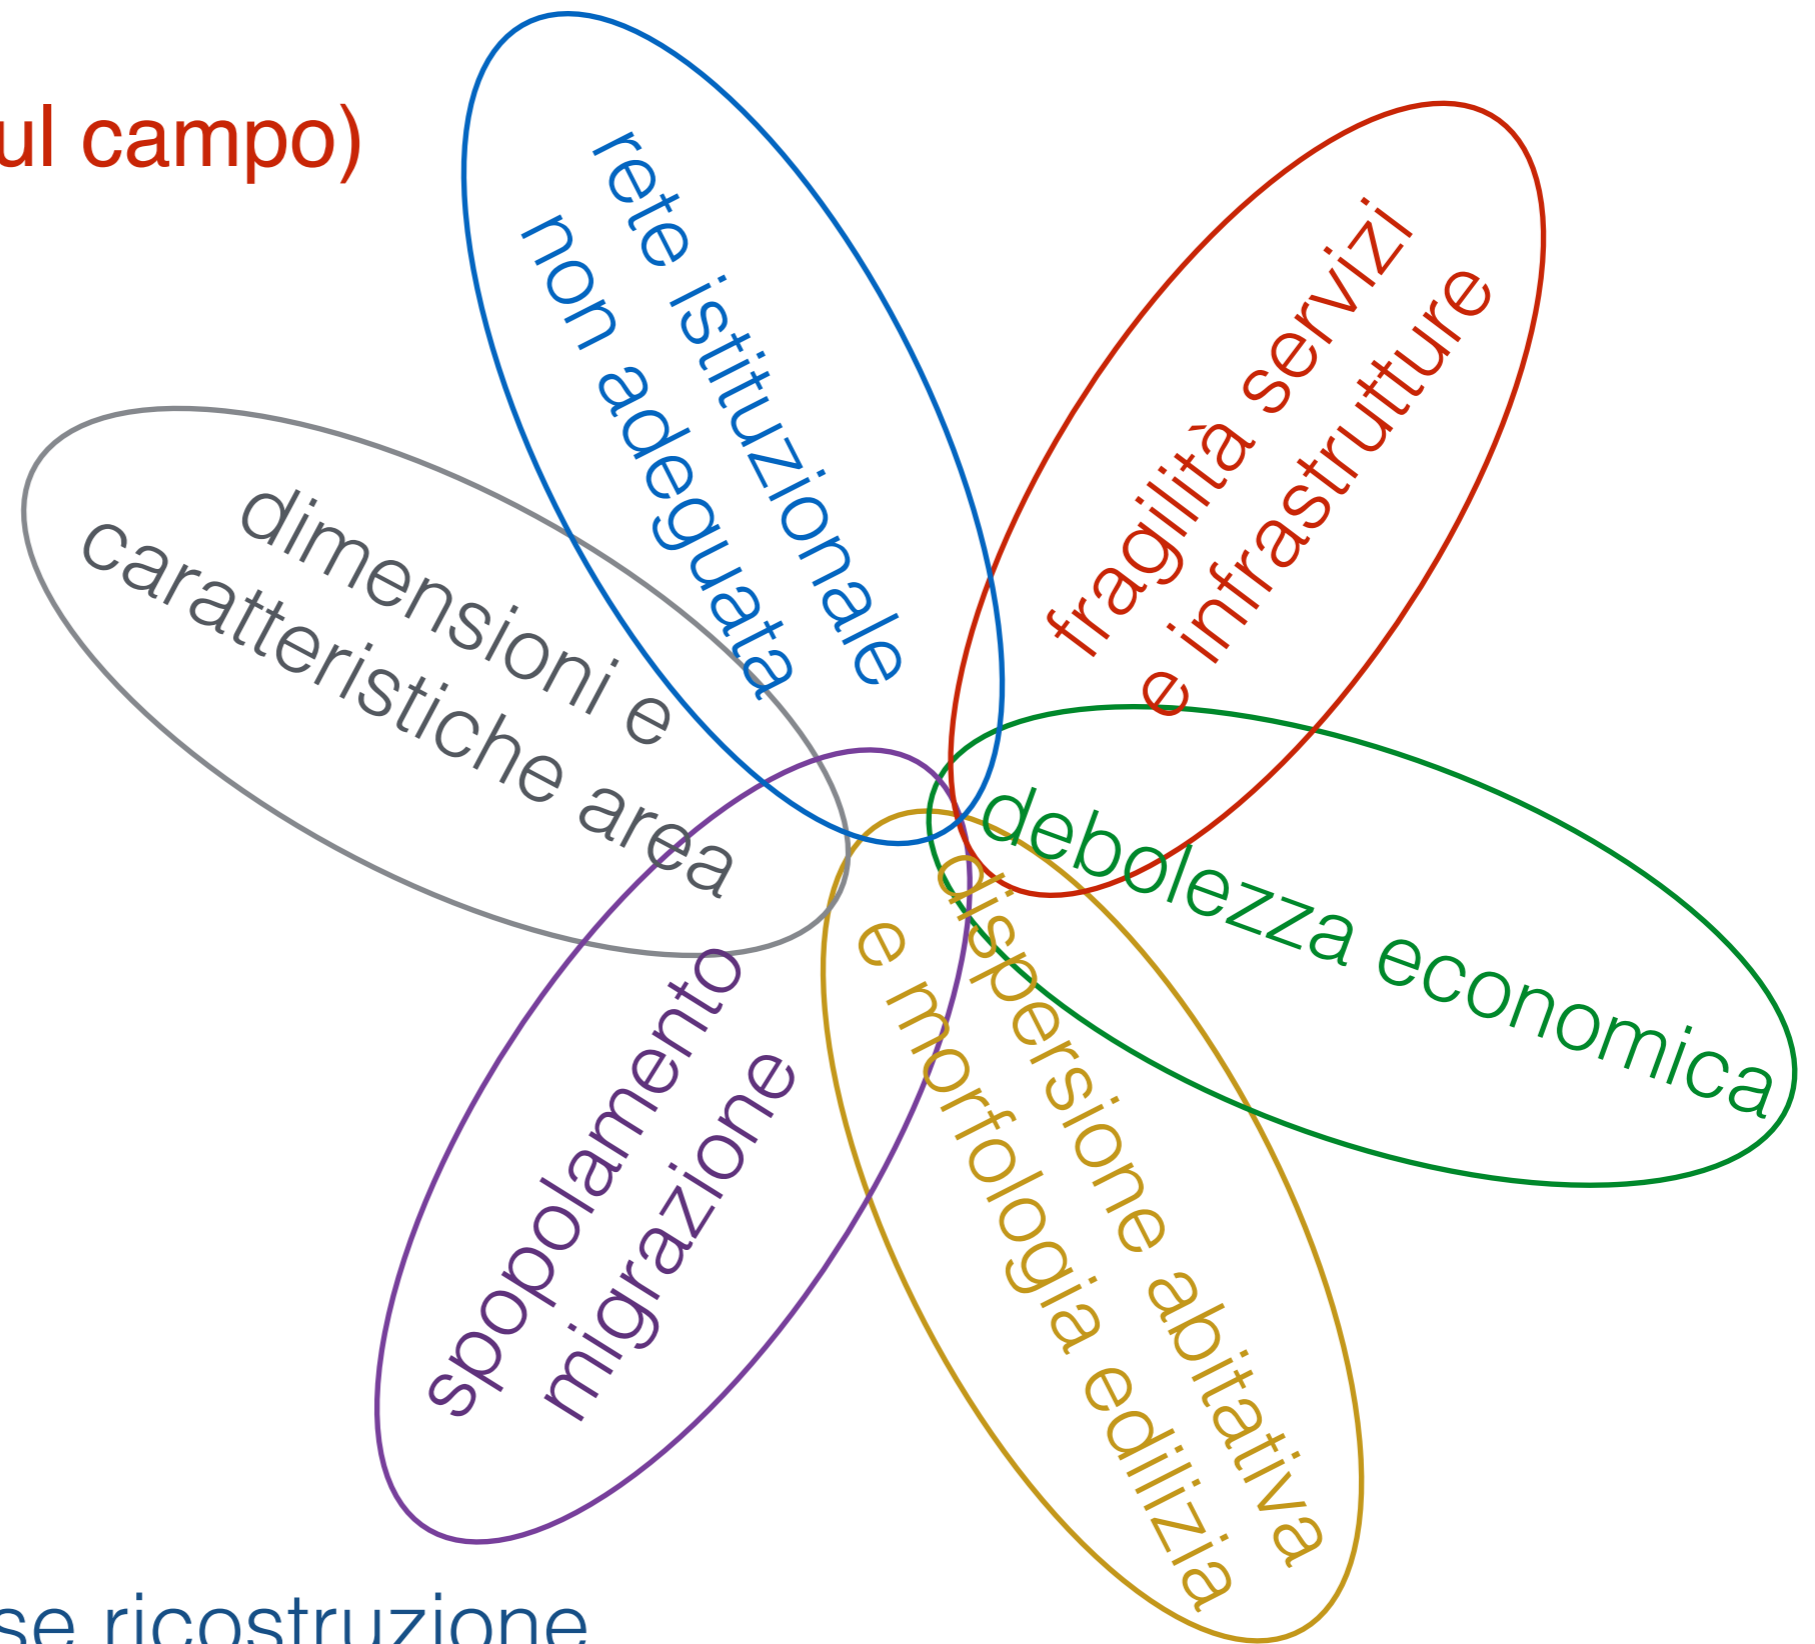 ul campo)
rete istituzionale
non adeguata
fragilità servizi
e infrastrutture
dimensioni e
caratteristiche area
debolezza economica
dispersione abitativa
e morfologia edilizia
spopolamento
migrazione
se ricostruzione